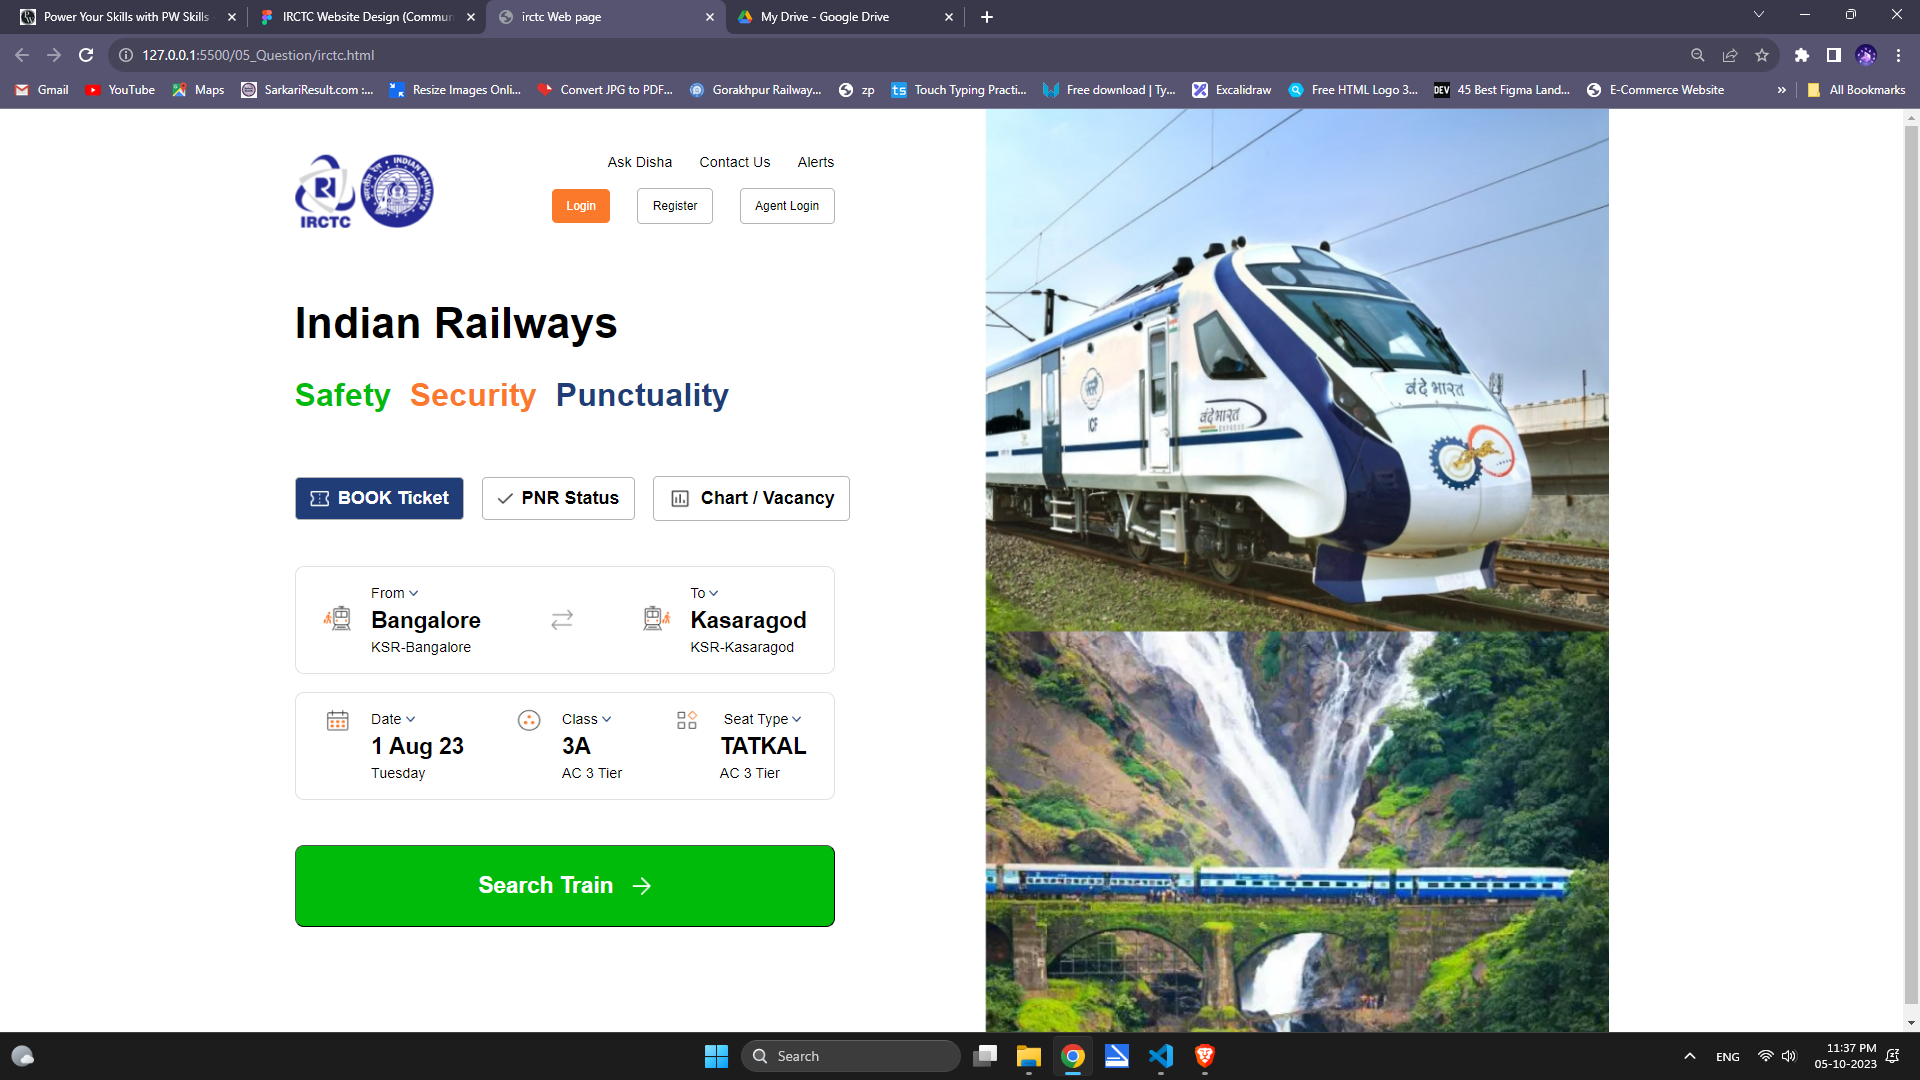 Power Your Skills with PW Skills
IRCTC Website Design (Commun
irctc Web page
My Drive - Google Drive
127.0.0.1:5500/05_Question/irctc.html
Gmail
YouTube
Maps
SarkariResult.com :...
Resize Images Onli...
Convert JPG to PDF...
Gorakhpur Railway...
zp
ts Touch Typing Practi...
Free download | Ty...
Excalidraw
Free HTML Logo 3...
DEV 45 Best Figma Land...
E-Commerce Website
»
All Bookmarks
IRCTC
INDIAN RAILWAYS
भारतीय रेल
Ask Disha Contact Us Alerts
Login Register Agent Login
Indian Railways
Safety Security Punctuality
BOOK Ticket PNR Status Chart / Vacancy
From
Bangalore
KSR-Bangalore
To
Kasaragod
KSR-Kasaragod
Date
1 Aug 23
Tuesday
Class
3A
AC 3 Tier
Seat Type
TATKAL
AC 3 Tier
Search Train
वंदे भारत
वंदे भारत
EXPRESS
ICF
Search
ENG
11:37 PM
05-10-2023